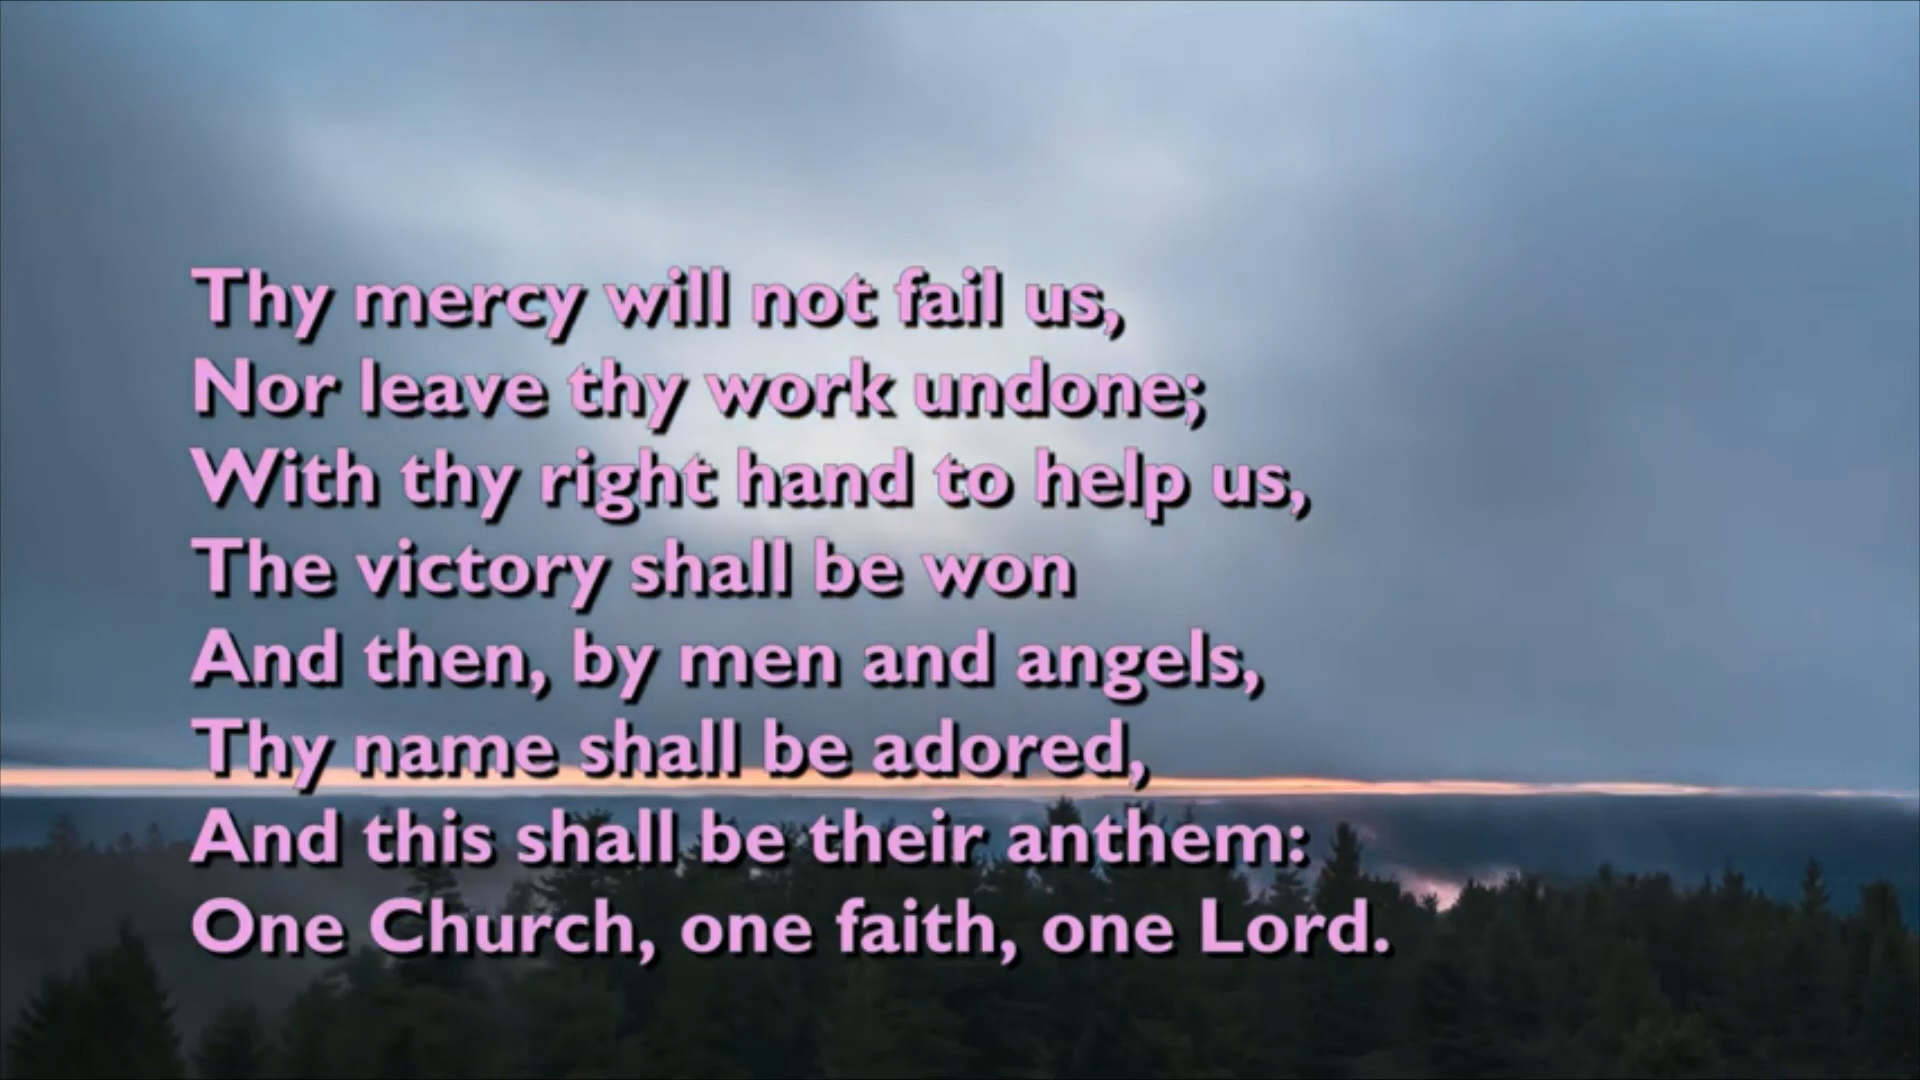 Thy mercy will not fail us,
Nor leave thy work undone;
With thy right hand to help us,
The victory shall be won
And then, by men and angels,
Thy name shall be adored,
And this shall be their anthem:
One Church, one faith, one Lord.